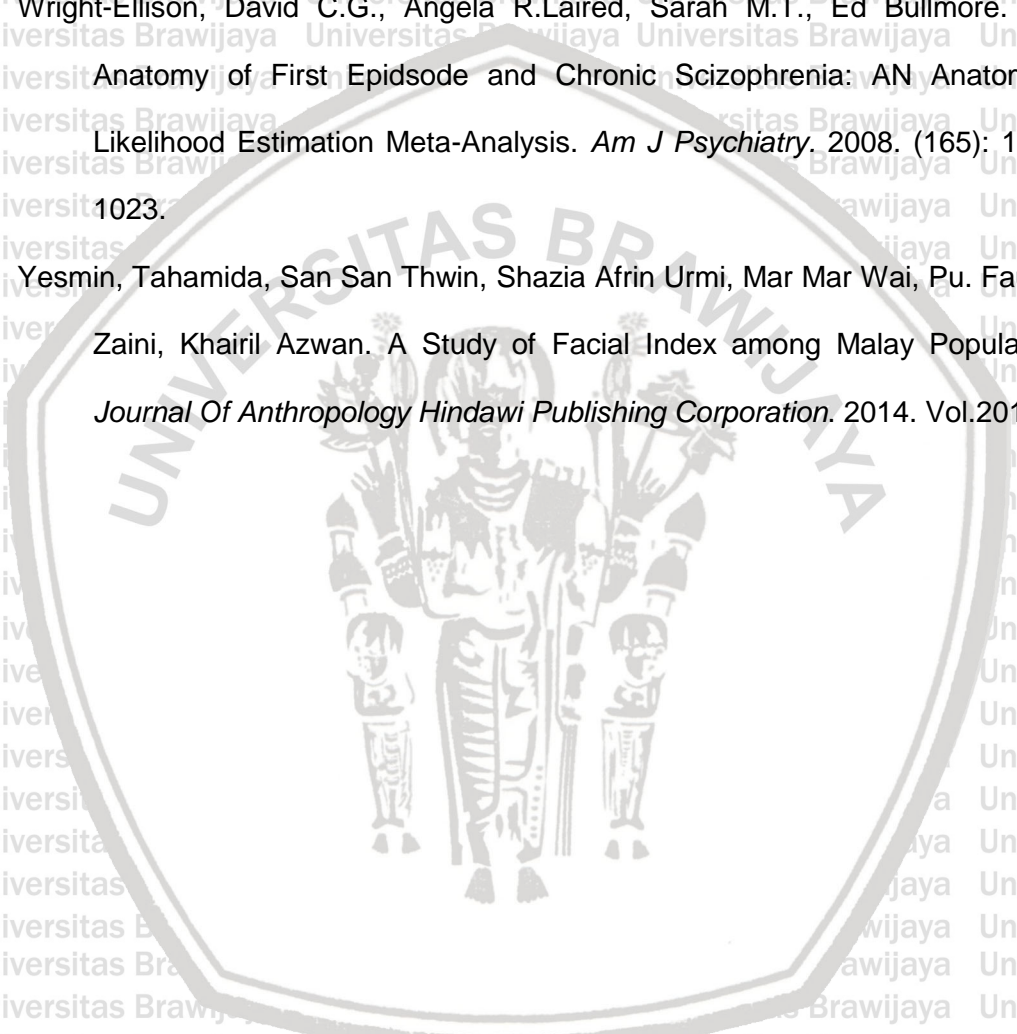 Wright-Ellison, David C.G., Angela R.Laired, Sarah M.T., Ed Bullmore.
Anatomy of First Epidsode and Chronic Scizophrenia: AN Anator
Likelihood Estimation Meta-Analysis. Am J Psychiatry. 2008. (165): 1
1023.
Yesmin, Tahamida, San San Thwin, Shazia Afrin Urmi, Mar Mar Wai, Pu. Fau
Zaini, Khairil Azwan. A Study of Facial Index among Malay Popula
Journal Of Anthropology Hindawi Publishing Corporation. 2014. Vol.201
UNIVERSITAS BRAWIJAYA